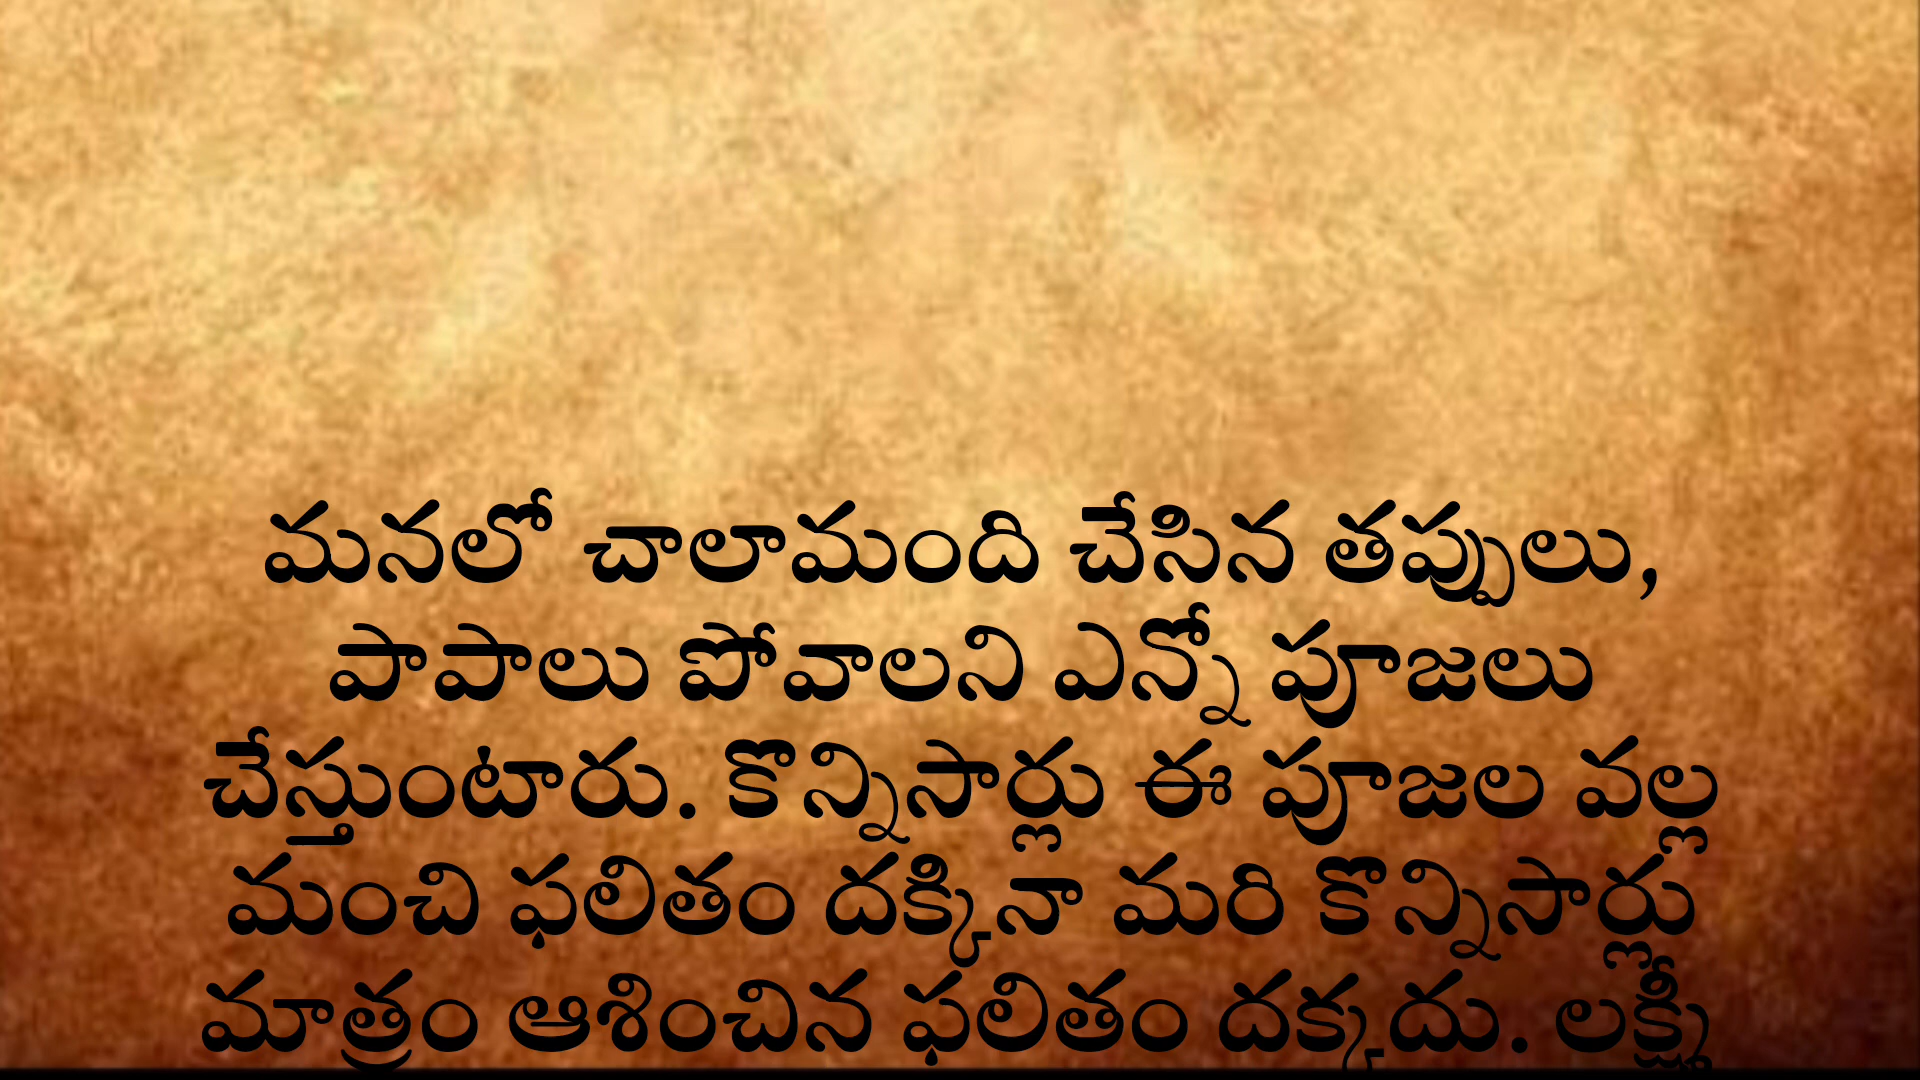 మనలో చాలామంది చేసిన తప్పులు,
పాపాలు పోవాలని ఎన్నో పూజలు
చేస్తుంటారు. కొన్నిసార్లు ఈ పూజల వల్ల
మంచి ఫలితం దక్కినా మరి కొన్నిసార్లు
మాత్రం ఆశించిన ఫలితం దక్కదు. లక్ష్మీ